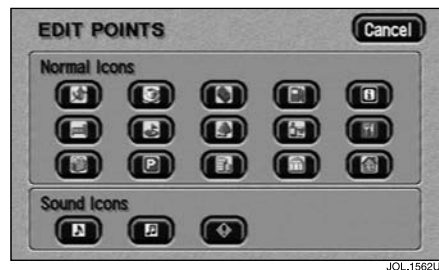 EDIT POINTS
Cancel
Normal Icons
i
P
Sound Icons
JOL.1562U